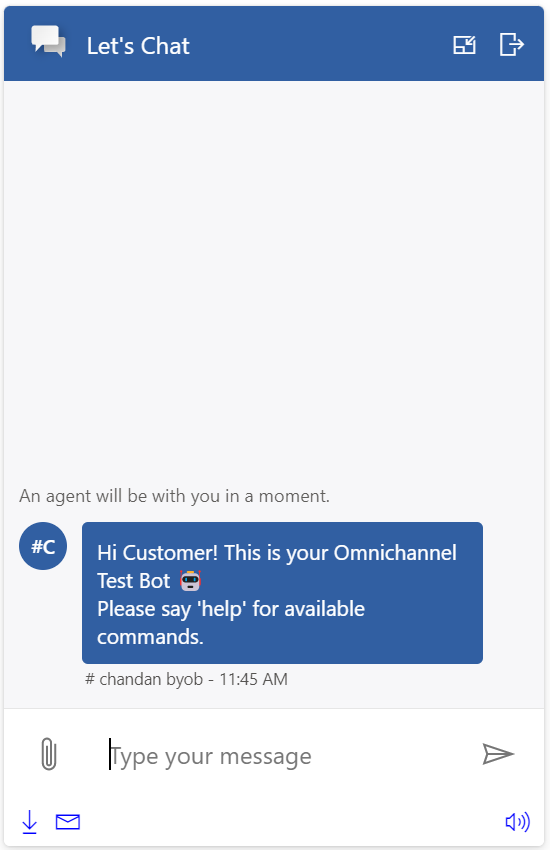 Let's Chat
An agent will be with you in a moment.
#C
Hi Customer! This is your Omnichannel
Test Bot 🤖
Please say 'help' for available
commands.
# chandan byob - 11:45 AM
Type your message